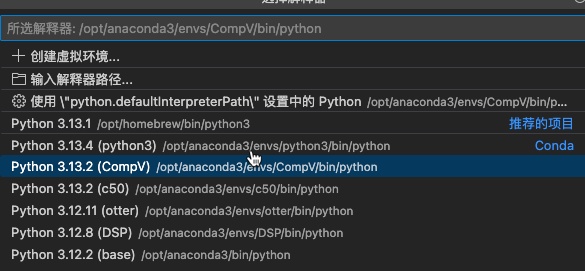 选择解释器
所选解释器: /opt/anaconda3/envs/CompV/bin/python
创建虚拟环境...
输入解释器路径...
使用 \"python.defaultInterpreterPath\" 设置中的 Python /opt/anaconda3/envs/CompV/bin/p...
Python 3.13.1 /opt/homebrew/bin/python3 推荐的项目
Python 3.13.4 (python3) /opt/anaconda3/envs/python3/bin/python Conda
Python 3.13.2 (CompV) /opt/anaconda3/envs/CompV/bin/python
Python 3.13.2 (c50) /opt/anaconda3/envs/c50/bin/python
Python 3.12.11 (otter) /opt/anaconda3/envs/otter/bin/python
Python 3.12.8 (DSP) /opt/anaconda3/envs/DSP/bin/python
Python 3.12.2 (base) /opt/anaconda3/bin/python